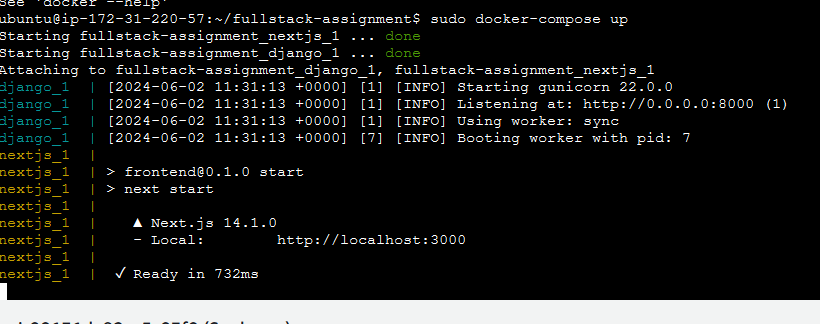 See 'docker --help'
ubuntu@ip-172-31-220-57:~/fullstack-assignment$ sudo docker-compose up
Starting fullstack-assignment_nextjs_1 ... done
Starting fullstack-assignment_django_1 ... done
Attaching to fullstack-assignment_django_1, fullstack-assignment_nextjs_1
django_1 | [2024-06-02 11:31:13 +0000] [1] [INFO] Starting gunicorn 22.0.0
django_1 | [2024-06-02 11:31:13 +0000] [1] [INFO] Listening at: http://0.0.0.0:8000 (1)
django_1 | [2024-06-02 11:31:13 +0000] [1] [INFO] Using worker: sync
django_1 | [2024-06-02 11:31:13 +0000] [7] [INFO] Booting worker with pid: 7
nextjs_1 |
nextjs_1 | > frontend@0.1.0 start
nextjs_1 | > next start
nextjs_1 |
nextjs_1 | ▲ Next.js 14.1.0
nextjs_1 | - Local: http://localhost:3000
nextjs_1 |
nextjs_1 | ✓ Ready in 732ms